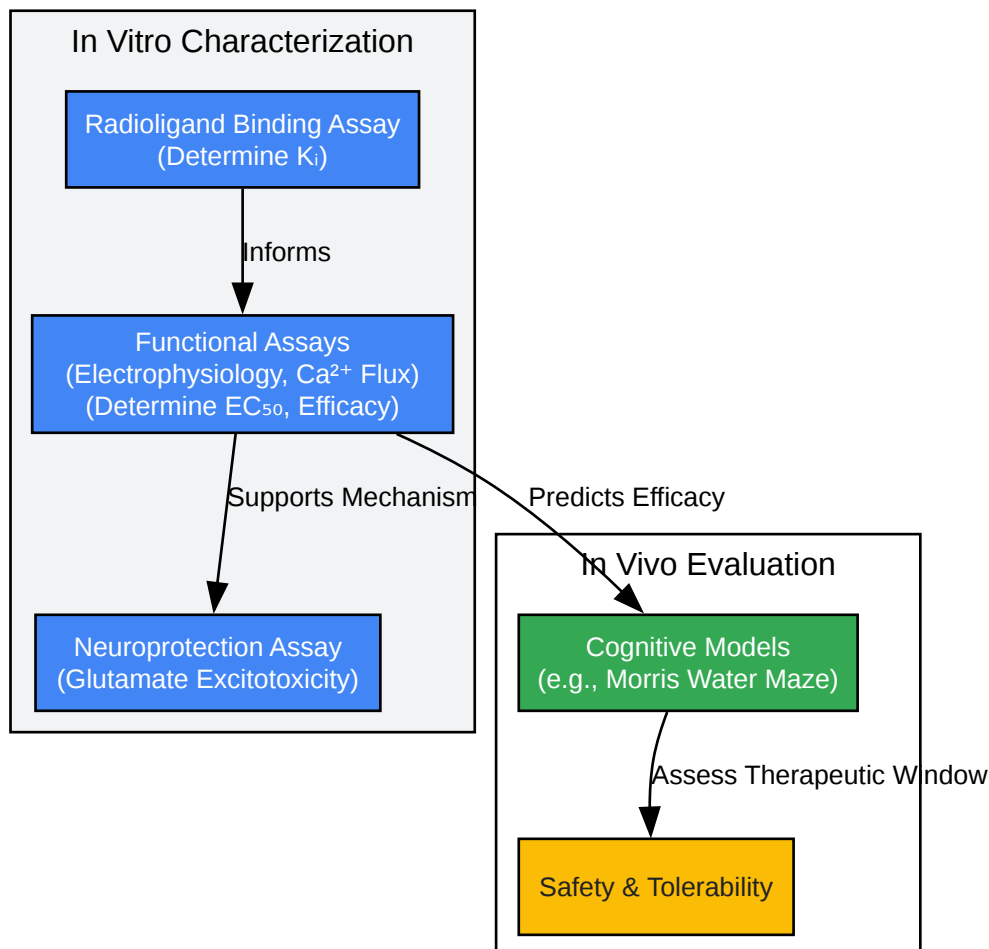 In Vitro Characterization
Radioligand Binding Assay
(Determine Kᵢ)
Informs
Functional Assays
(Electrophysiology, Ca²⁺ Flux)
(Determine EC₅₀, Efficacy)
Supports Mechanism
Predicts Efficacy
In Vivo Evaluation
Neuroprotection Assay
(Glutamate Excitotoxicity)
Cognitive Models
(e.g., Morris Water Maze)
Assess Therapeutic Window
Safety & Tolerability